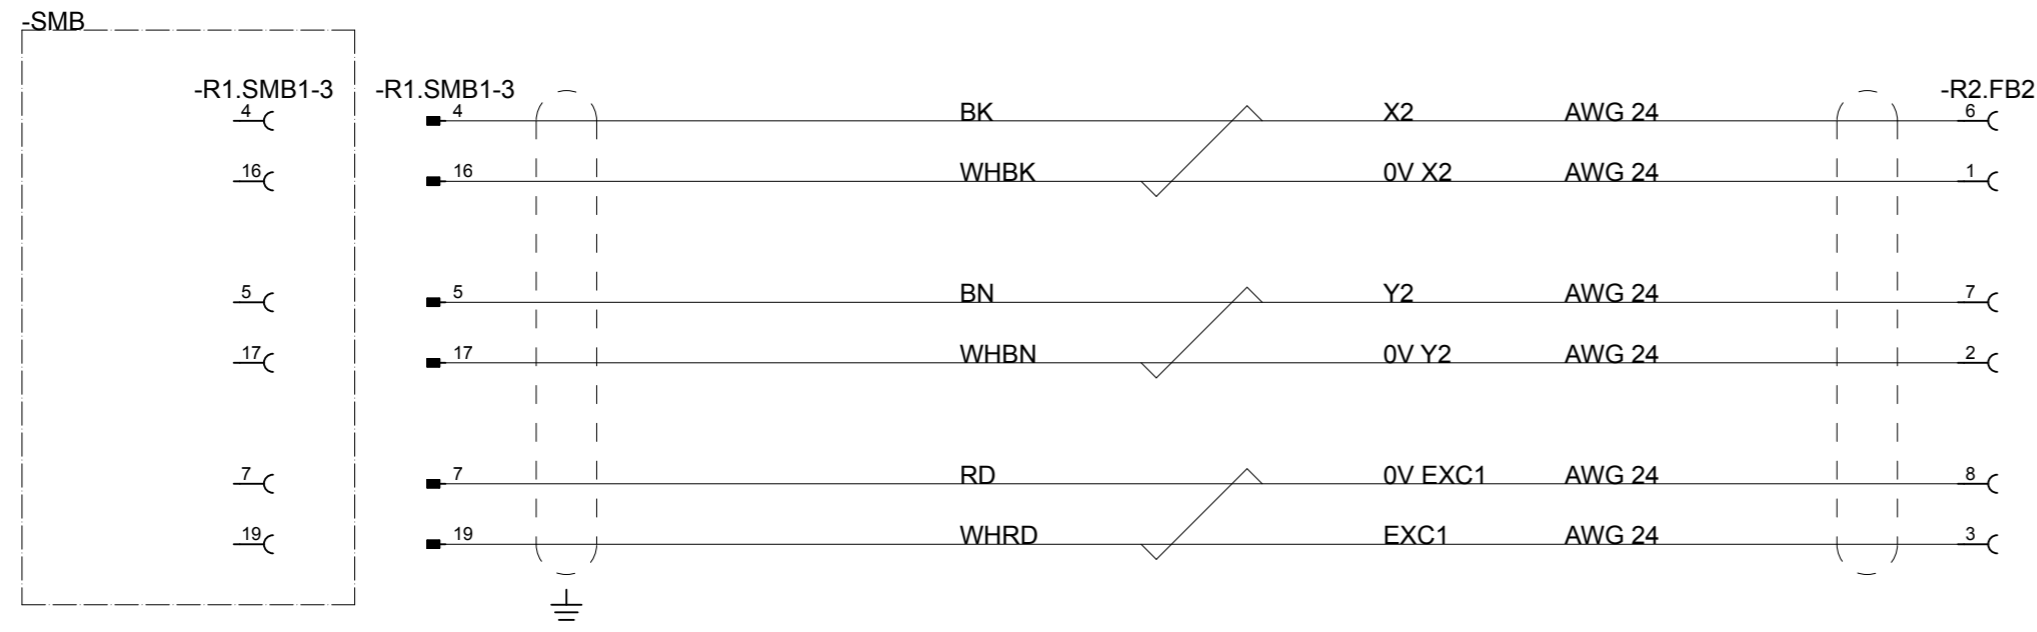 -SMB
-R1.SMB1-3 -R1.SMB1-3 -R2.FB2
4 4 BK X2 AWG 24 6
16 16 WHBK 0V X2 AWG 24 1
5 5 BN Y2 AWG 24 7
17 17 WHBN 0V Y2 AWG 24 2
7 7 RD 0V EXC1 AWG 24 8
19 19 WHRD EXC1 AWG 24 3